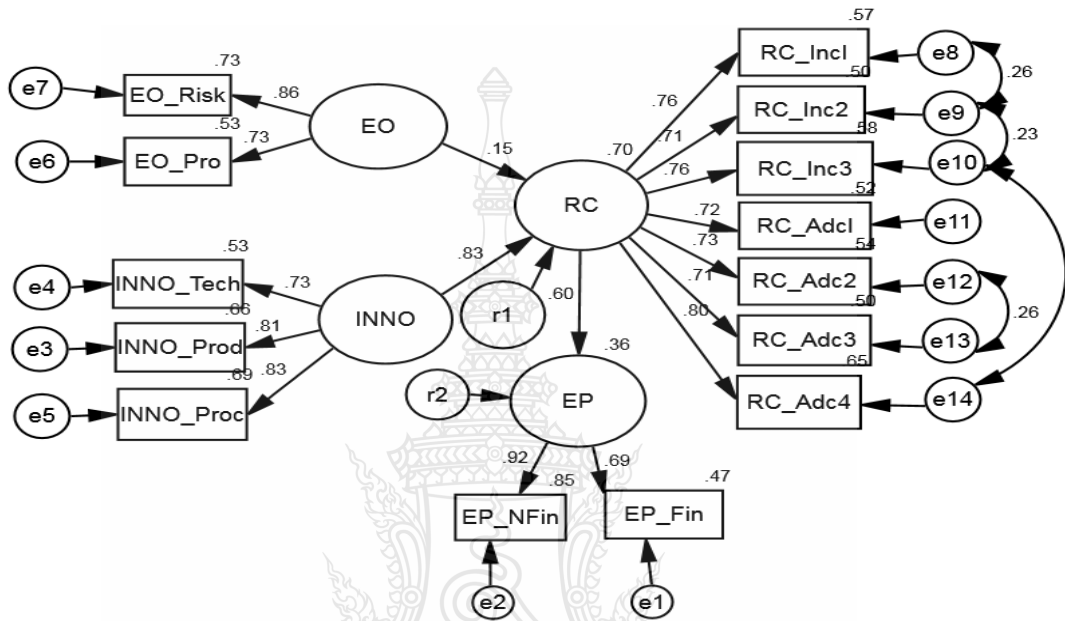 .57
RC_Incl
e8
.50
.26
.73
e7
EO_Risk
.86
EO
.76
RC_Inc2
e9
.58
.71
.23
.53
e6
EO_Pro
.73
.15
.70
.76
RC_Inc3
e10
.52
RC
.72
RC_Adcl
e11
.54
.73
.53
e4
INNO_Tech
.73
.83
.71
RC_Adc2
e12
.50
.66
.80
.26
e3
INNO_Prod
.81
INNO
r1
.60
RC_Adc3
e13
.65
.69
.83
.36
e5
INNO_Proc
r2
EP
RC_Adc4
e14
.92
.69
.85
.47
EP_NFin
EP_Fin
e2
e1